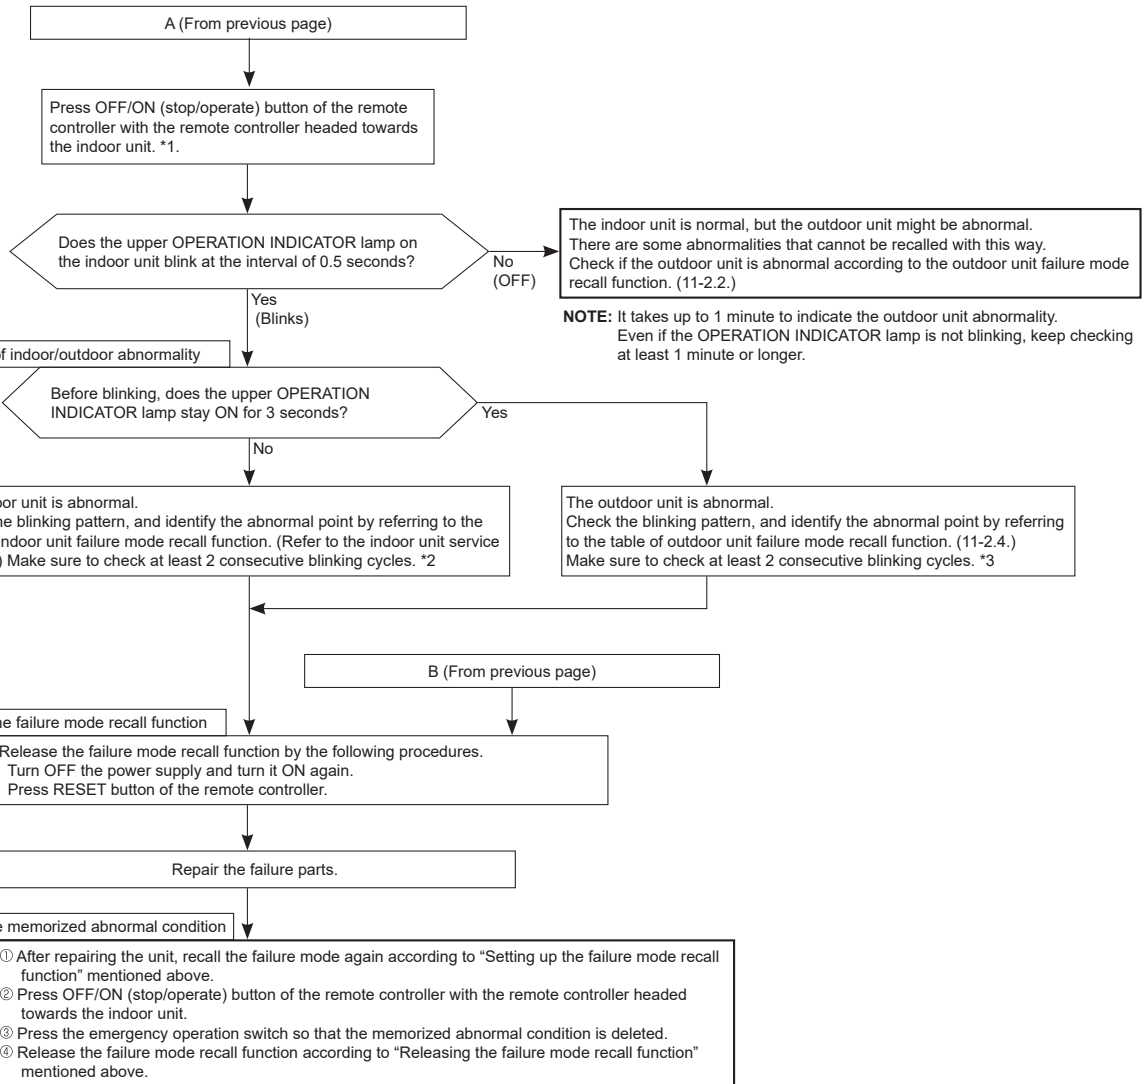 A (From previous page)
Press OFF/ON (stop/operate) button of the remote
controller with the remote controller headed towards
the indoor unit. *1.
Does the upper OPERATION INDICATOR lamp on
the indoor unit blink at the interval of 0.5 seconds?
No
(OFF)
The indoor unit is normal, but the outdoor unit might be abnormal.
There are some abnormalities that cannot be recalled with this way.
Check if the outdoor unit is abnormal according to the outdoor unit failure mode
recall function. (11-2.2.)
Yes
(Blinks)
NOTE: It takes up to 1 minute to indicate the outdoor unit abnormality.
Even if the OPERATION INDICATOR lamp is not blinking, keep checking
at least 1 minute or longer.
of indoor/outdoor abnormality
Before blinking, does the upper OPERATION
INDICATOR lamp stay ON for 3 seconds?
Yes
No
unit is abnormal.
blinking pattern, and identify the abnormal point by referring to the
indoor unit failure mode recall function. (Refer to the indoor unit service
) Make sure to check at least 2 consecutive blinking cycles. *2
The outdoor unit is abnormal.
Check the blinking pattern, and identify the abnormal point by referring
to the table of outdoor unit failure mode recall function. (11-2.4.)
Make sure to check at least 2 consecutive blinking cycles. *3
B (From previous page)
failure mode recall function
Release the failure mode recall function by the following procedures.
Turn OFF the power supply and turn it ON again.
Press RESET button of the remote controller.
Repair the failure parts.
memorized abnormal condition
① After repairing the unit, recall the failure mode again according to “Setting up the failure mode recall
function” mentioned above.
② Press OFF/ON (stop/operate) button of the remote controller with the remote controller headed
towards the indoor unit.
③ Press the emergency operation switch so that the memorized abnormal condition is deleted.
④ Release the failure mode recall function according to “Releasing the failure mode recall function”
mentioned above.